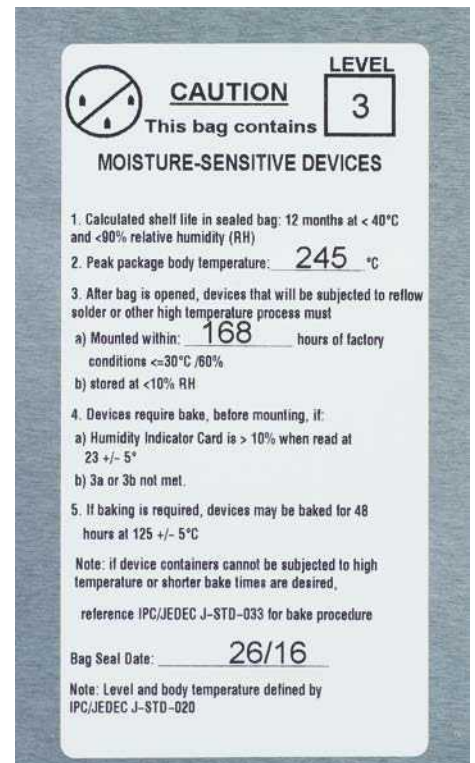 LEVEL
3
CAUTION
This bag contains
MOISTURE-SENSITIVE DEVICES
1. Calculated shelf life in sealed bag: 12 months at < 40°C
and <90% relative humidity (RH)
2. Peak package body temperature: 245 °C
3. After bag is opened, devices that will be subjected to reflow
solder or other high temperature process must
a) Mounted within: 168 hours of factory
conditions <=30°C /60%
b) stored at <10% RH
4. Devices require bake, before mounting, if:
a) Humidity Indicator Card is > 10% when read at
23 +/- 5°
b) 3a or 3b not met.
5. If baking is required, devices may be baked for 48
hours at 125 +/- 5°C
Note: if device containers cannot be subjected to high
temperature or shorter bake times are desired,
reference IPC/JEDEC J-STD-033 for bake procedure
Bag Seal Date: 26/16
Note: Level and body temperature defined by
IPC/JEDEC J-STD-020